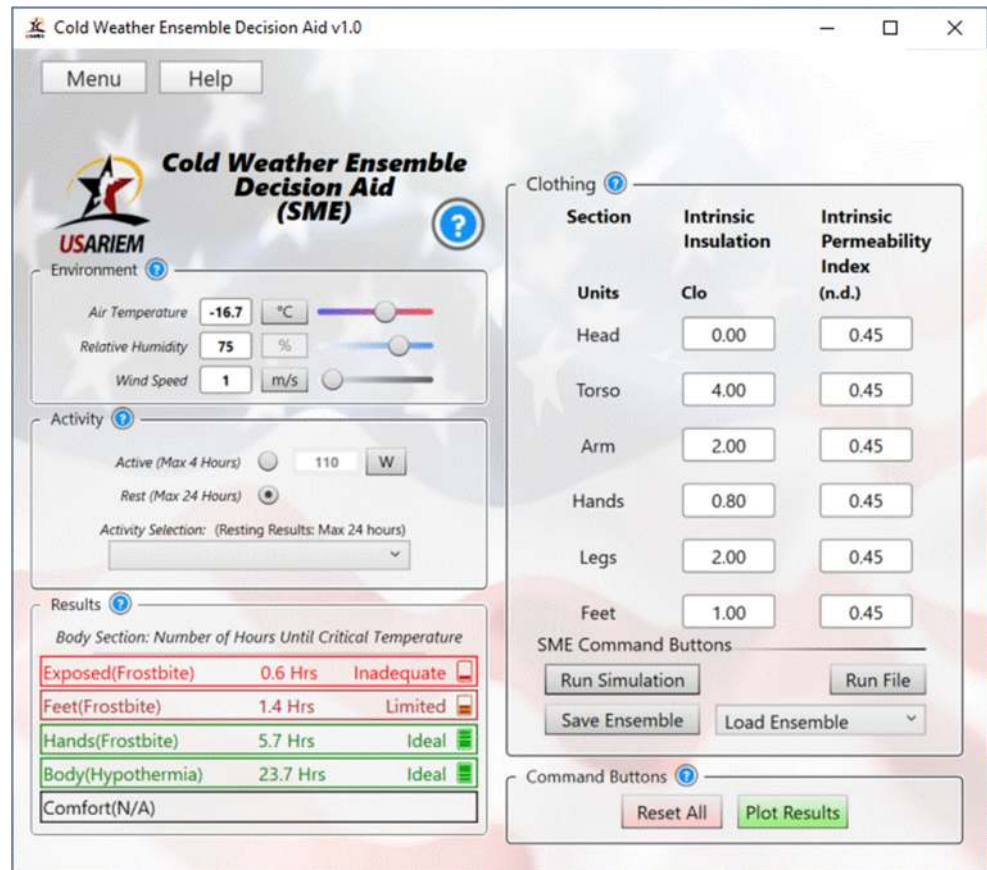 Cold Weather Ensemble Decision Aid v1.0
Menu Help
Cold Weather Ensemble
Decision Aid
(SME)
?
USARIEM
Environment ?
Air Temperature -16.7 °C
Relative Humidity 75 %
Wind Speed 1 m/s
Activity ?
Active (Max 4 Hours) 110 W
Rest (Max 24 Hours)
Activity Selection: (Resting Results: Max 24 hours)
Results ?
Body Section: Number of Hours Until Critical Temperature
Exposed(Frostbite) 0.6 Hrs Inadequate
Feet(Frostbite) 1.4 Hrs Limited
Hands(Frostbite) 5.7 Hrs Ideal
Body(Hypothermia) 23.7 Hrs Ideal
Comfort(N/A)
Clothing ?
Section Intrinsic Intrinsic
Insulation Permeability
Index
Units Clo (n.d.)
Head 0.00 0.45
Torso 4.00 0.45
Arm 2.00 0.45
Hands 0.80 0.45
Legs 2.00 0.45
Feet 1.00 0.45
SME Command Buttons
Run Simulation Run File
Save Ensemble Load Ensemble
Command Buttons ?
Reset All Plot Results